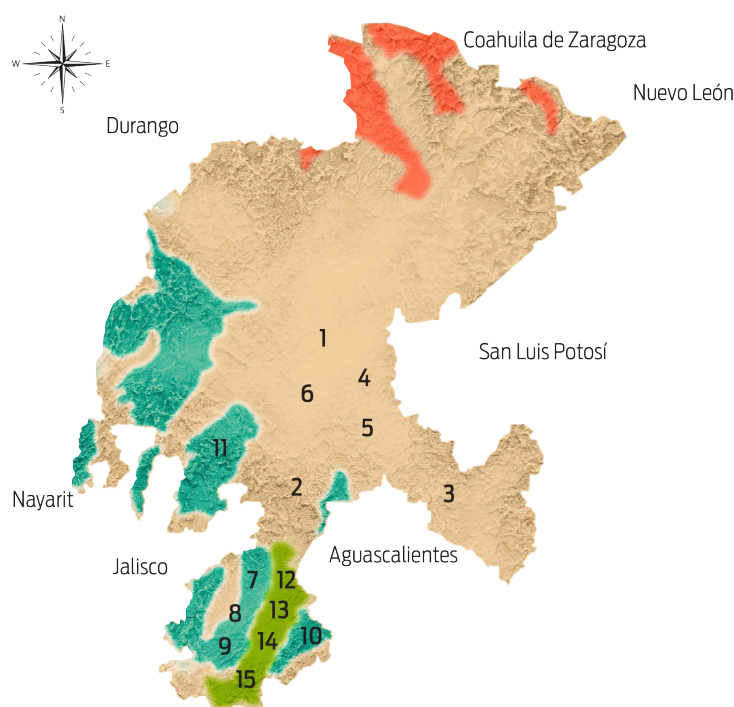 N
W E
S
Coahuila de Zaragoza
Nuevo León
Durango
1
San Luis Potosí
4
6
5
11
2
3
Nayarit
Aguascalientes
Jalisco
7 12
8 13
9 14 10
15